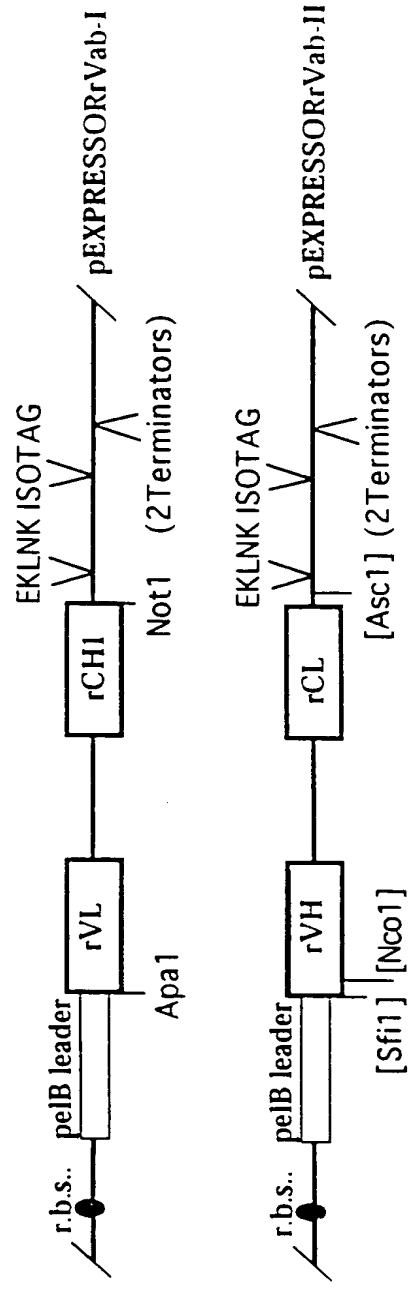 EKLNK ISOTAG
r.b.s.. pelB leader rVL rCH1 pEXPRESSORrVab-I
Apa1 Not1 (2Terminators)
EKLNK ISOTAG
r.b.s.. pelB leader rVH rCL pEXPRESSORrVab-II
[Sfi1] [Nco1] [Asc1] (2Terminators)